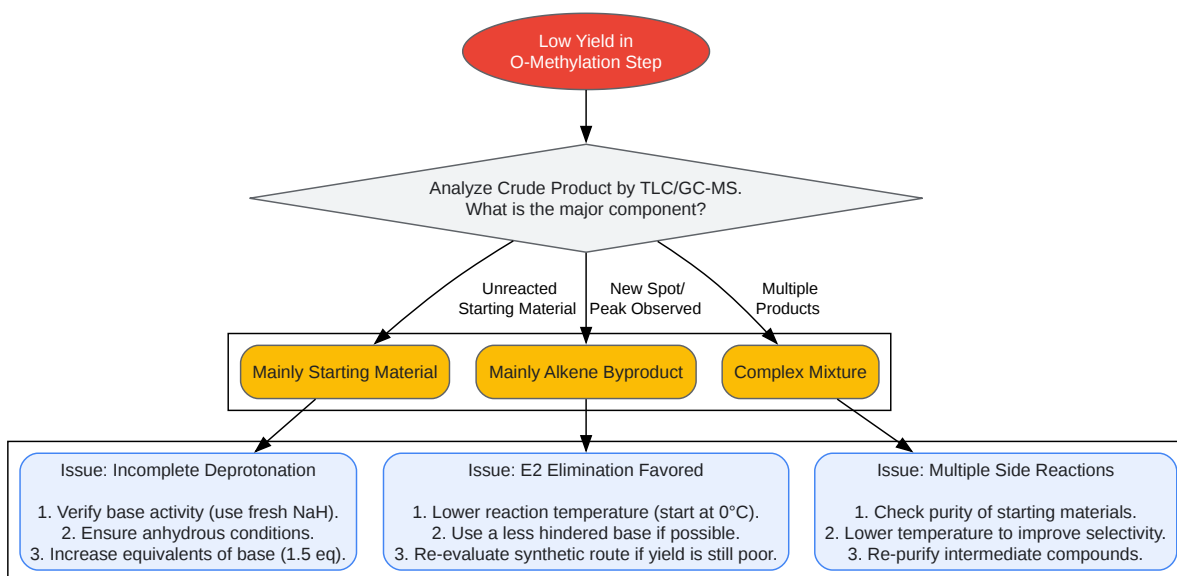 Low Yield in
O-Methylation Step
Analyze Crude Product by TLC/GC-MS.
What is the major component?
Unreacted
Starting Material
New Spot/
Peak Observed
Multiple
Products
Mainly Starting Material
Mainly Alkene Byproduct
Complex Mixture
Issue: Incomplete Deprotonation
1. Verify base activity (use fresh NaH).
2. Ensure anhydrous conditions.
3. Increase equivalents of base (1.5 eq).
Issue: E2 Elimination Favored
1. Lower reaction temperature (start at 0°C).
2. Use a less hindered base if possible.
3. Re-evaluate synthetic route if yield is still poor.
Issue: Multiple Side Reactions
1. Check purity of starting materials.
2. Lower temperature to improve selectivity.
3. Re-purify intermediate compounds.